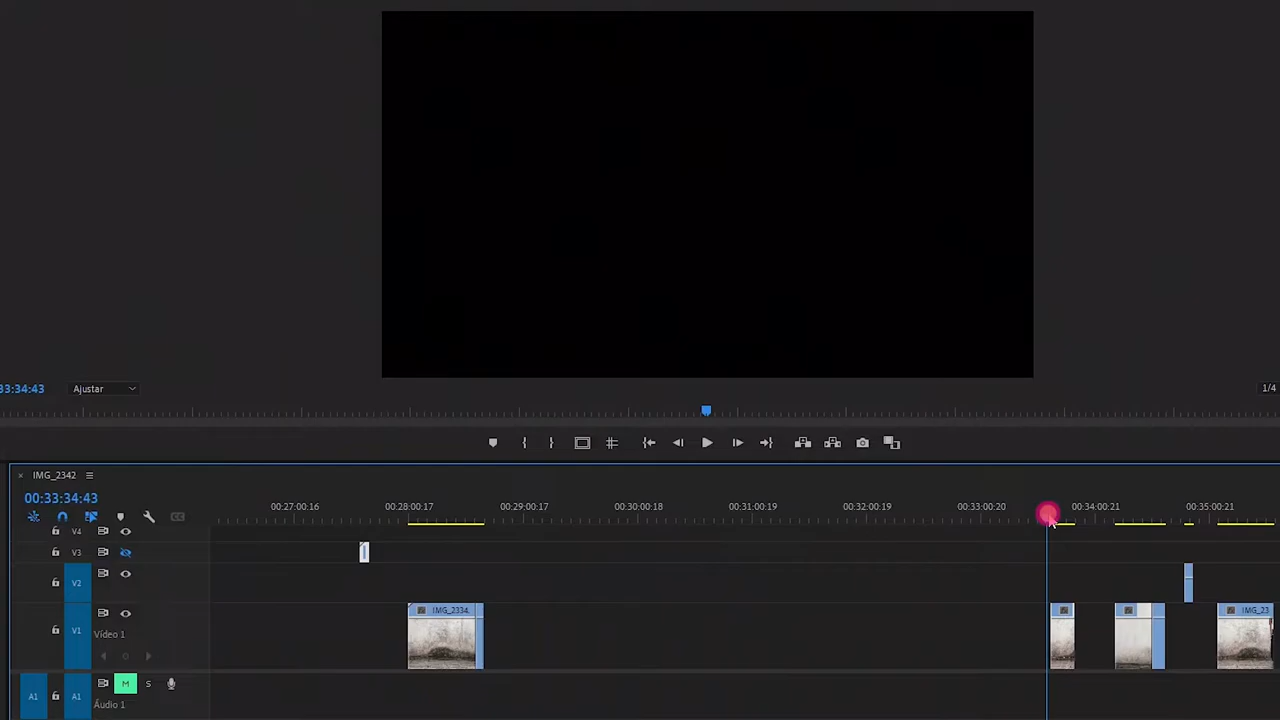 33:34:43 Ajustar 1/4
IMG_2342
00:33:34:43
00:27:00:16 00:28:00:17 00:29:00:17 00:30:00:18 00:31:00:19 00:32:00:19 00:33:00:20 00:34:00:21 00:35:00:21
V4
V3
V2
IMG_2334. IMG_23
V1
Vídeo 1
A1 A1 M S
Áudio 1